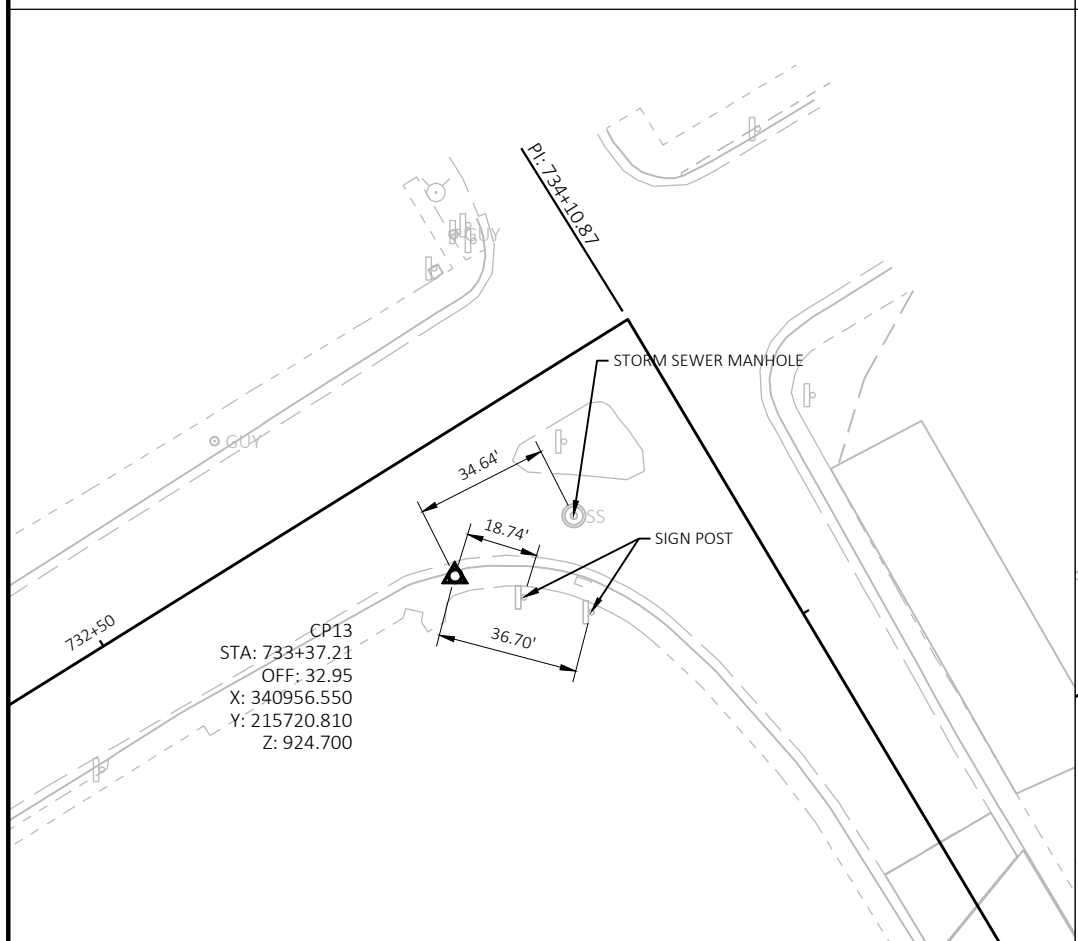 PI: 734+10.87
GUY
STORM SEWER MANHOLE
GUY
34.64'
SS
18.74'
SIGN POST
732+50
36.70'
CP13
STA: 733+37.21
OFF: 32.95
X: 340956.550
Y: 215720.810
Z: 924.700